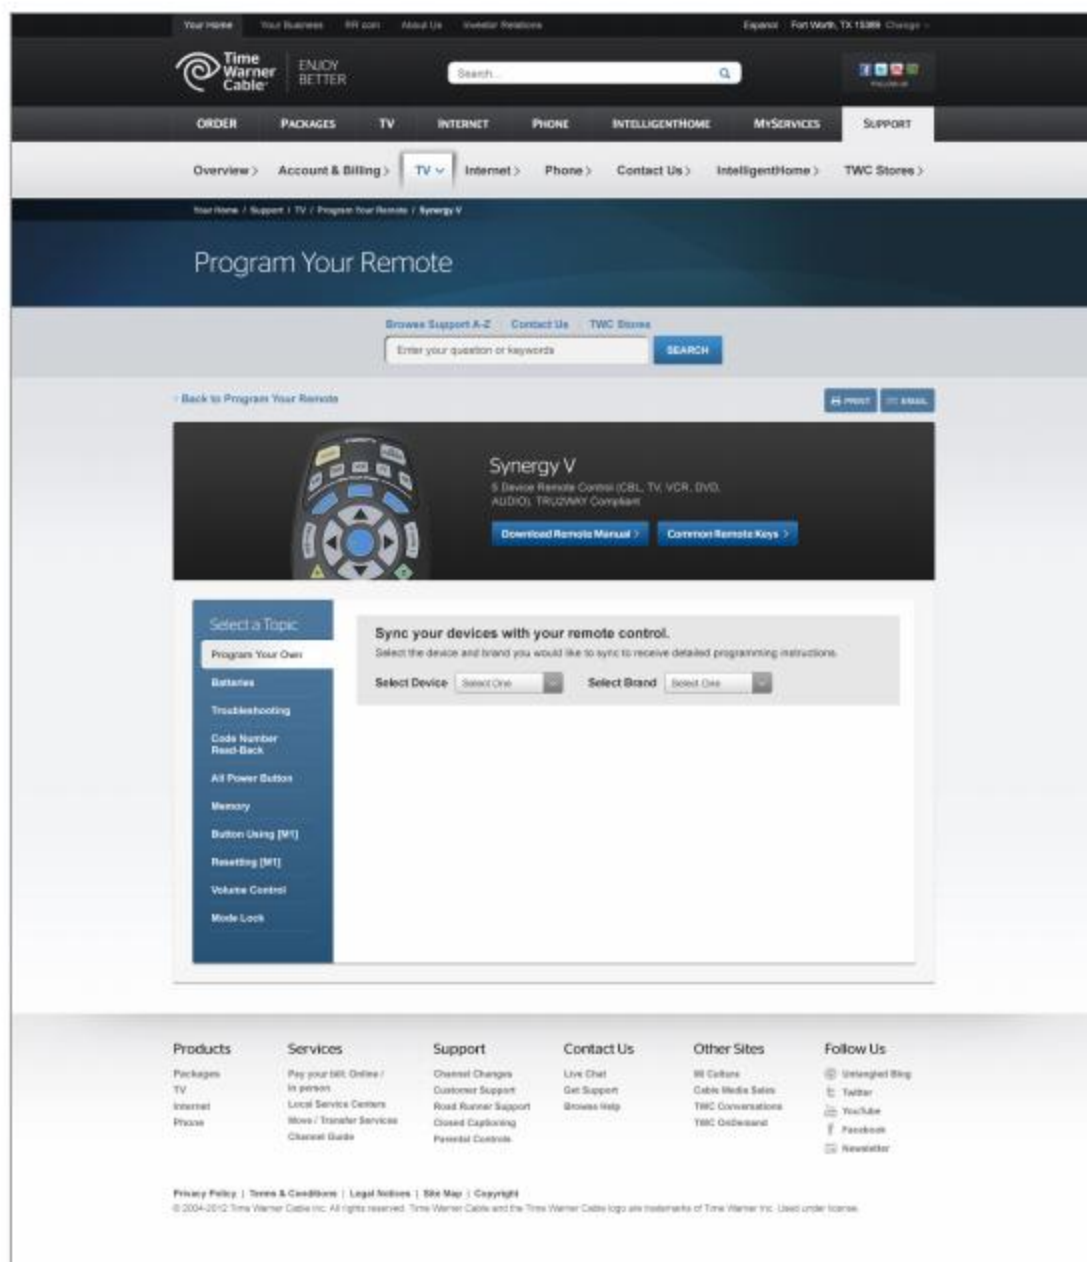 Your Home Your Business RR.com About Us Investor Relations Espanol Fort Worth, TX 15369 Change
Time Warner Cable
ENJOY BETTER
Search...
FOLLOW US
ORDER PACKAGES TV INTERNET PHONE INTELLIGENTHOME MYSERVICES SUPPORT
Overview > Account & Billing > TV Internet > Phone > Contact Us > IntelligentHome > TWC Stores >
Your Home / Support / TV / Program Your Remote / Synergy V
Program Your Remote
Browse Support A-Z Contact Us TWC Stores
Enter your question or keywords SEARCH
Back to Program Your Remote PRINT EMAIL
Synergy V
5 Device Remote Control (CBL, TV, VCR, DVD,
AUDIO), TRU2WAY Compliant
Download Remote Manual > Common Remote Keys >
Select a Topic
Program Your Own
Batteries
Troubleshooting
Code Number
Read-Back
All Power Button
Memory
Button Using [M1]
Resetting [M1]
Volume Control
Mode Lock
Sync your devices with your remote control.
Select the device and brand you would like to sync to receive detailed programming instructions.
Select Device Select One Select Brand Select One
Products
Packages
TV
Internet
Phone
Services
Pay your bill: Online /
In person
Local Service Centers
Move / Transfer Services
Channel Guide
Support
Channel Changes
Customer Support
Road Runner Support
Closed Captioning
Parental Controls
Contact Us
Live Chat
Get Support
Browse Help
Other Sites
Cable Media Sales
TWC Conversations
TWC OnDemand
Follow Us
Untangled Blog
Twitter
YouTube
Facebook
Newsletter
Privacy Policy | Terms & Conditions | Legal Notices | Site Map | Copyright
© 2004-2012 Time Warner Cable Inc. All rights reserved. Time Warner Cable and the Time Warner Cable logo are trademarks of Time Warner Inc. Used under license.